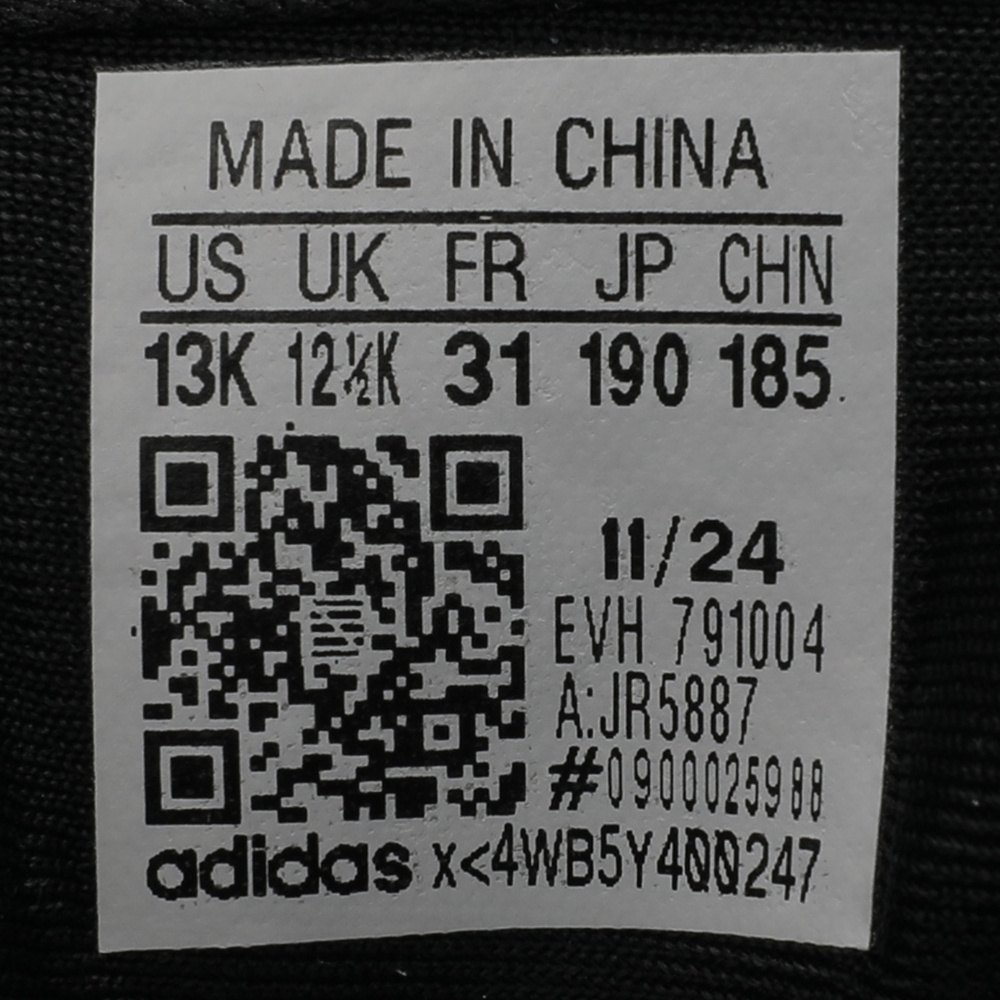 MADE IN CHINA
US UK FR JP CHN
13K 12½K 31 190 185
11/24
EVH 791004
A:JR5887
#0900025988
adidas x<4WB5Y400247